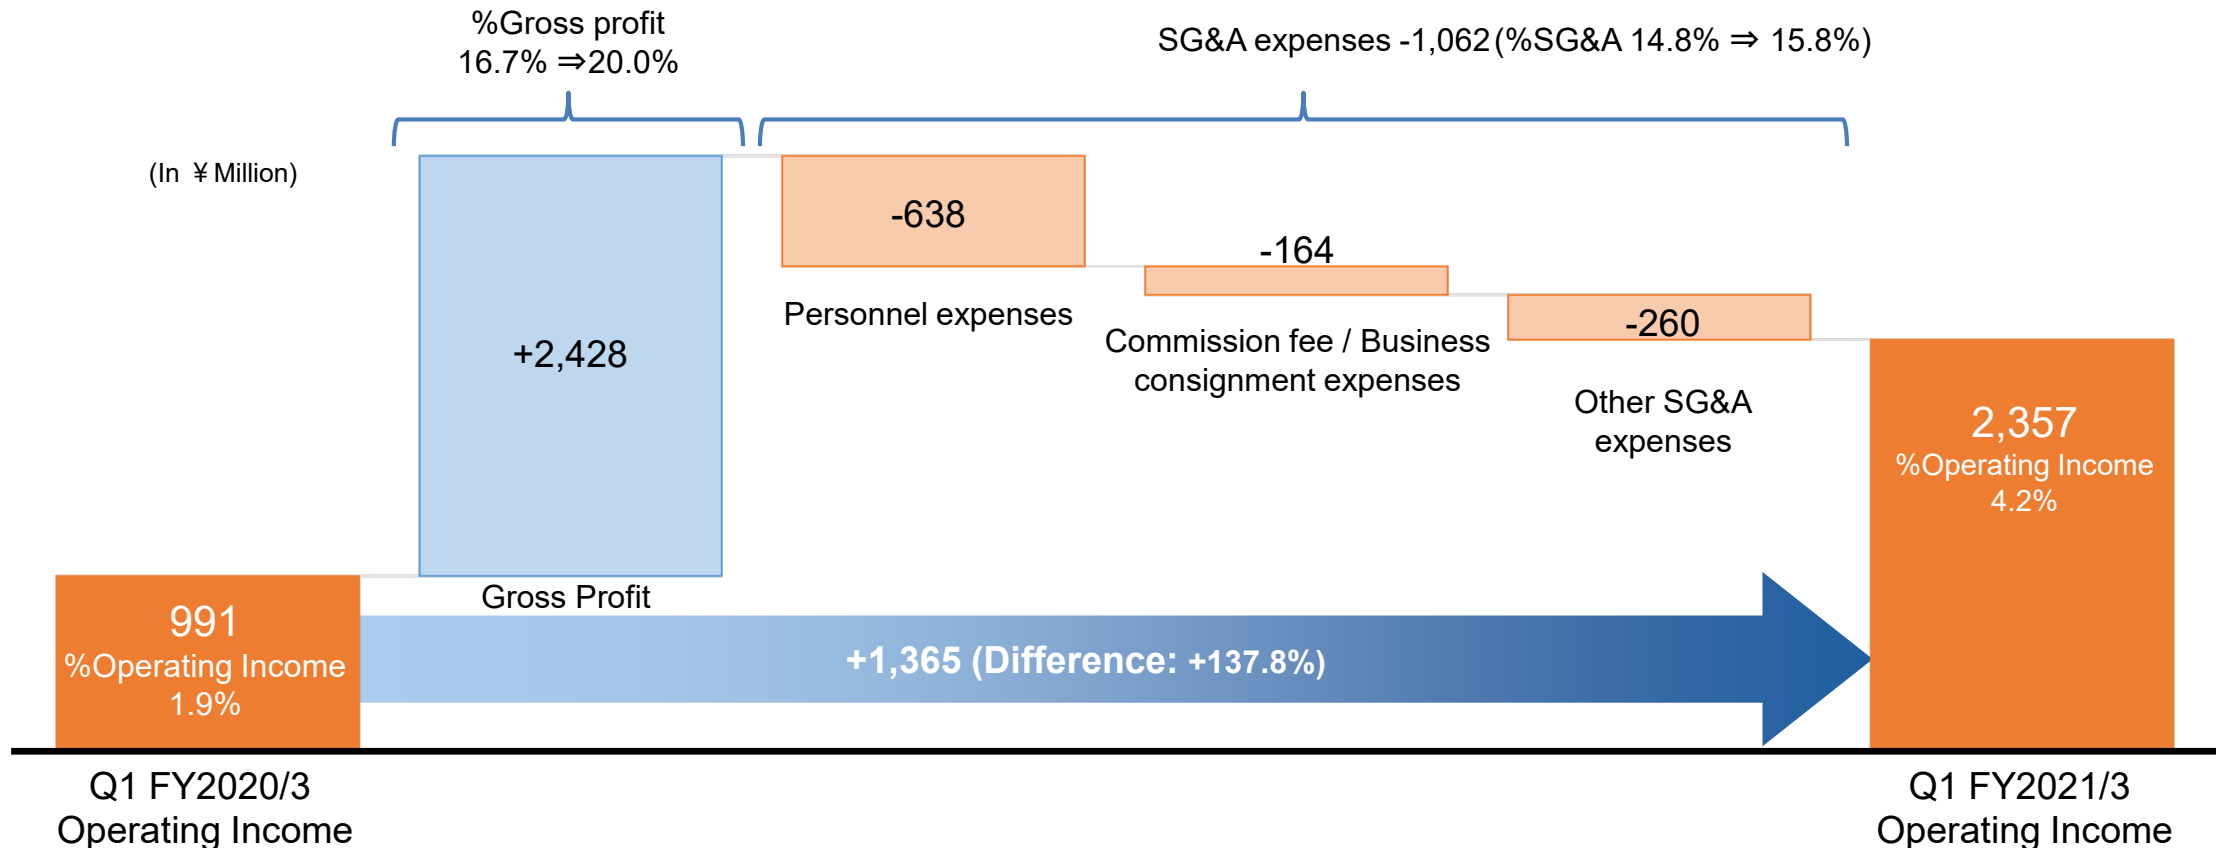 %Gross profit
16.7% ⇒20.0%
SG&A expenses -1,062 (%SG&A 14.8% ⇒ 15.8%)
(In ¥ Million)
+2,428
Gross Profit
-638
Personnel expenses
-164
Commission fee / Business
consignment expenses
-260
Other SG&A
expenses
991
%Operating Income
1.9%
+1,365 (Difference: +137.8%)
2,357
%Operating Income
4.2%
Q1 FY2020/3
Operating Income
Q1 FY2021/3
Operating Income